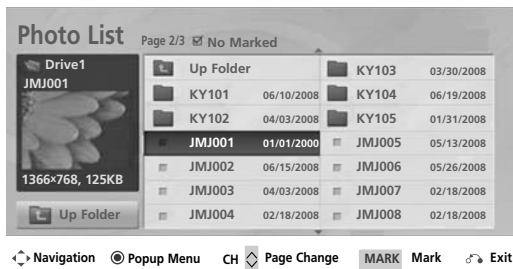 Photo List Page 2/3 No Marked
Drive1
JMJ001
1366×768, 125KB
Up Folder
Up Folder
KY101 06/10/2008
KY102 04/03/2008
JMJ001 01/01/2000
JMJ002 06/15/2008
JMJ003 04/03/2008
JMJ004 02/18/2008
KY103 03/30/2008
KY104 06/19/2008
KY105 01/31/2008
JMJ005 05/13/2008
JMJ006 05/26/2008
JMJ007 02/18/2008
JMJ008 02/18/2008
Navigation Popup Menu CH Page Change MARK Mark Exit